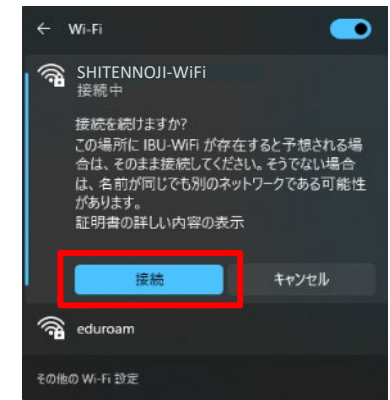 ← Wi-Fi
SHITENNOJI-WiFi
接続中
接続を続けますか?
この場所に IBU-WiFi が存在すると予想される場
合は、そのまま接続してください。そうでない場合
は、名前が同じでも別のネットワークである可能性
があります。
証明書の詳しい内容の表示
接続 キャンセル
eduroam
その他の Wi-Fi 設定